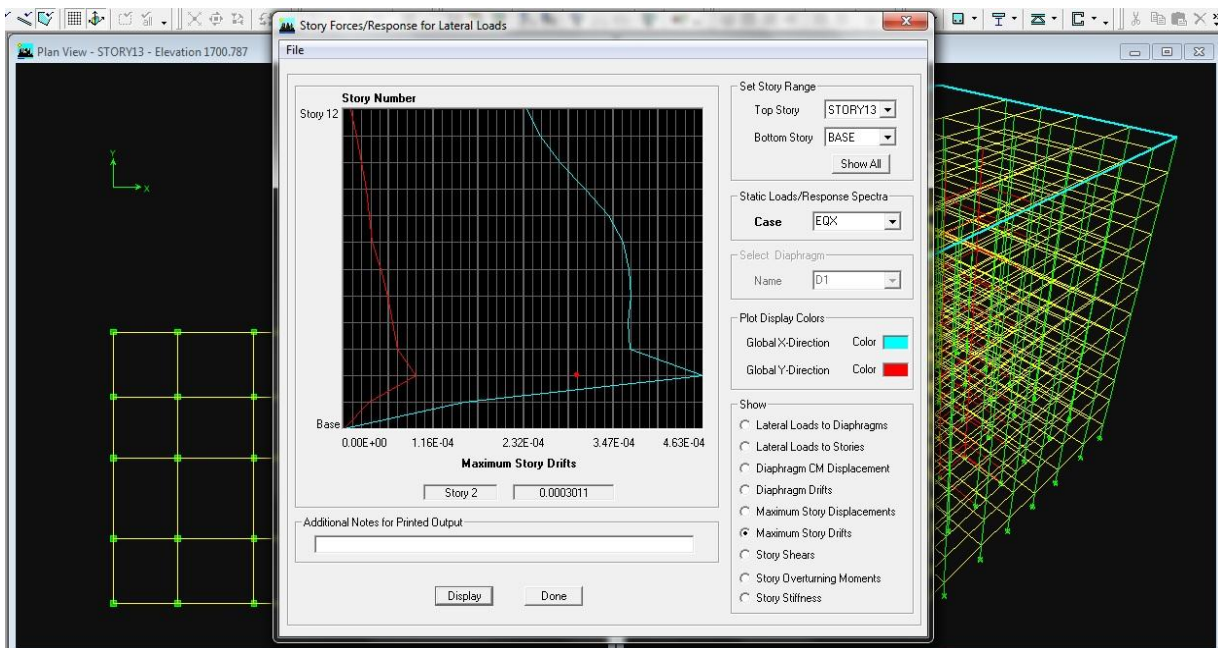 Story Forces/Response for Lateral Loads
Plan View - STORY13 - Elevation 1700.787
File
Story Number
Story 12
Base
0.00E+00 1.16E-04 2.32E-04 3.47E-04 4.63E-04
Maximum Story Drifts
Story 2 0.0003011
Additional Notes for Printed Output
Display Done
Set Story Range
Top Story STORY13
Bottom Story BASE
Show All
Static Loads/Response Spectra
Case EQX
Select Diaphragm
Name D1
Plot Display Colors
Global X-Direction Color
Global Y-Direction Color
Show
Lateral Loads to Diaphragms
Lateral Loads to Stories
Diaphragm CM Displacement
Diaphragm Drifts
Maximum Story Displacements
Maximum Story Drifts
Story Shears
Story Overturning Moments
Story Stiffness
Y
X